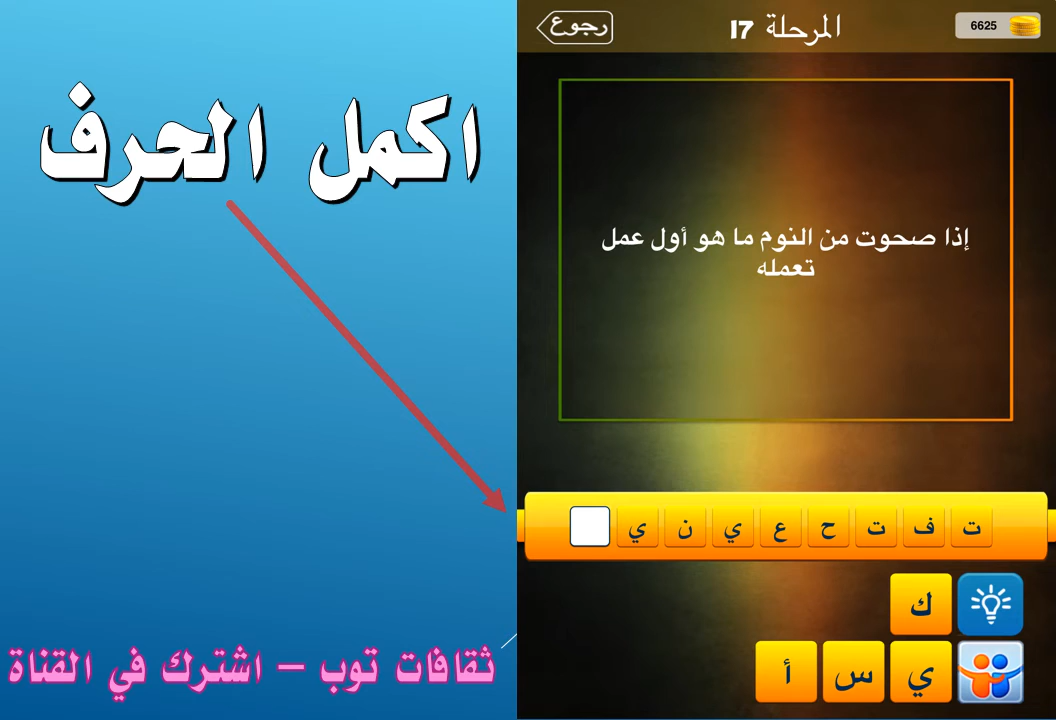 رجوع
المرحلة 17
6625
اكمل الحرف
إذا صحوت من النوم ما هو أول عمل
تعمله
ت ف ت ح ع ي ن ي
ك
ي س أ
ثقافات توب – اشترك في القناة